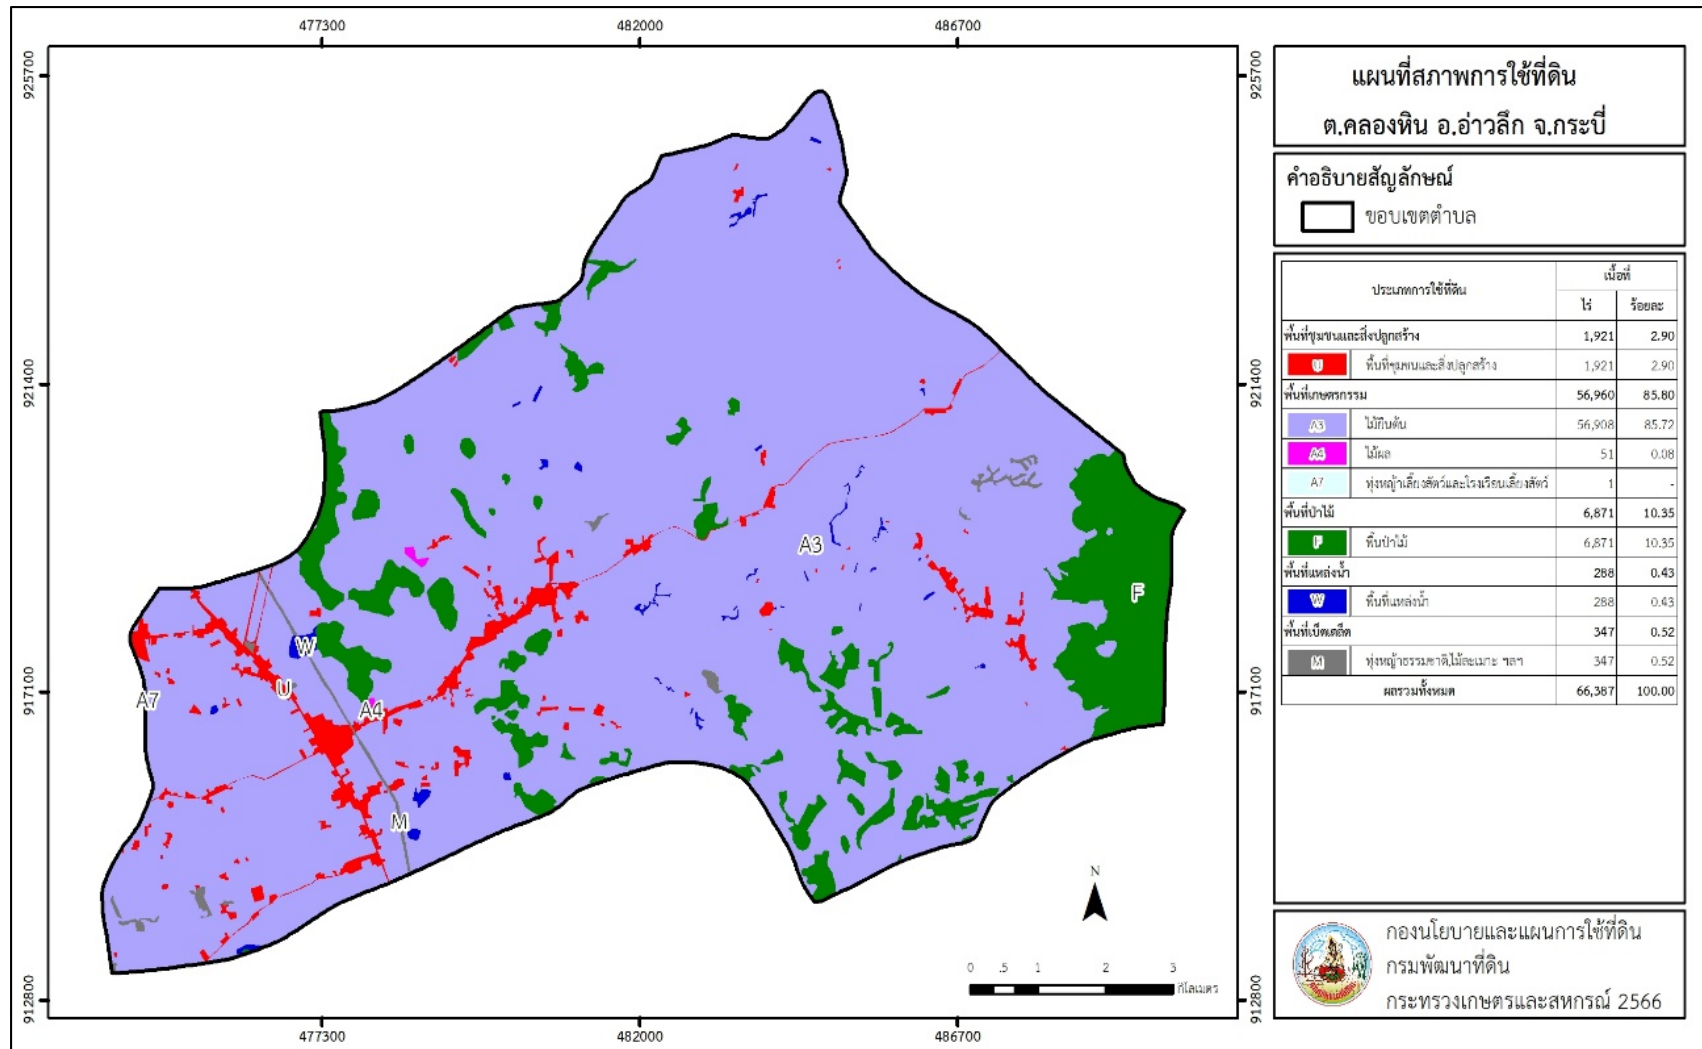 477300 482000 486700
925700 925700
921400 921400
917100 917100
912800 912800
477300 482000 486700
A3
F
W
U
A7
A4
M
N
0 .5 1 2 3
กิโลเมตร
แผนที่สภาพการใช้ที่ดิน
ต.คลองหิน อ.อ่าวลึก จ.กระบี่
คำอธิบายสัญลักษณ์
ขอบเขตตำบล
ประเภทการใช้ที่ดิน เนื้อที่
ไร่ ร้อยละ
พื้นที่ชุมชนและสิ่งปลูกสร้าง 1,921 2.90
U พื้นที่ชุมชนและสิ่งปลูกสร้าง 1,921 2.90
พื้นที่เกษตรกรรม 56,960 85.80
A3 ไม้ยืนต้น 56,908 85.72
A4 ไม้ผล 51 0.08
A7 ทุ่งหญ้าเลี้ยงสัตว์และโรงเรือนเลี้ยงสัตว์ 1 -
พื้นที่ป่าไม้ 6,871 10.35
F พื้นป่าไม้ 6,871 10.35
พื้นที่แหล่งน้ำ 288 0.43
W พื้นที่แหล่งน้ำ 288 0.43
พื้นที่เบ็ดเตล็ด 347 0.52
M ทุ่งหญ้าธรรมชาติ,ไม้ละเมาะ ฯลฯ 347 0.52
ผลรวมทั้งหมด 66,387 100.00
กองนโยบายและแผนการใช้ที่ดิน
กรมพัฒนาที่ดิน
กระทรวงเกษตรและสหกรณ์ 2566